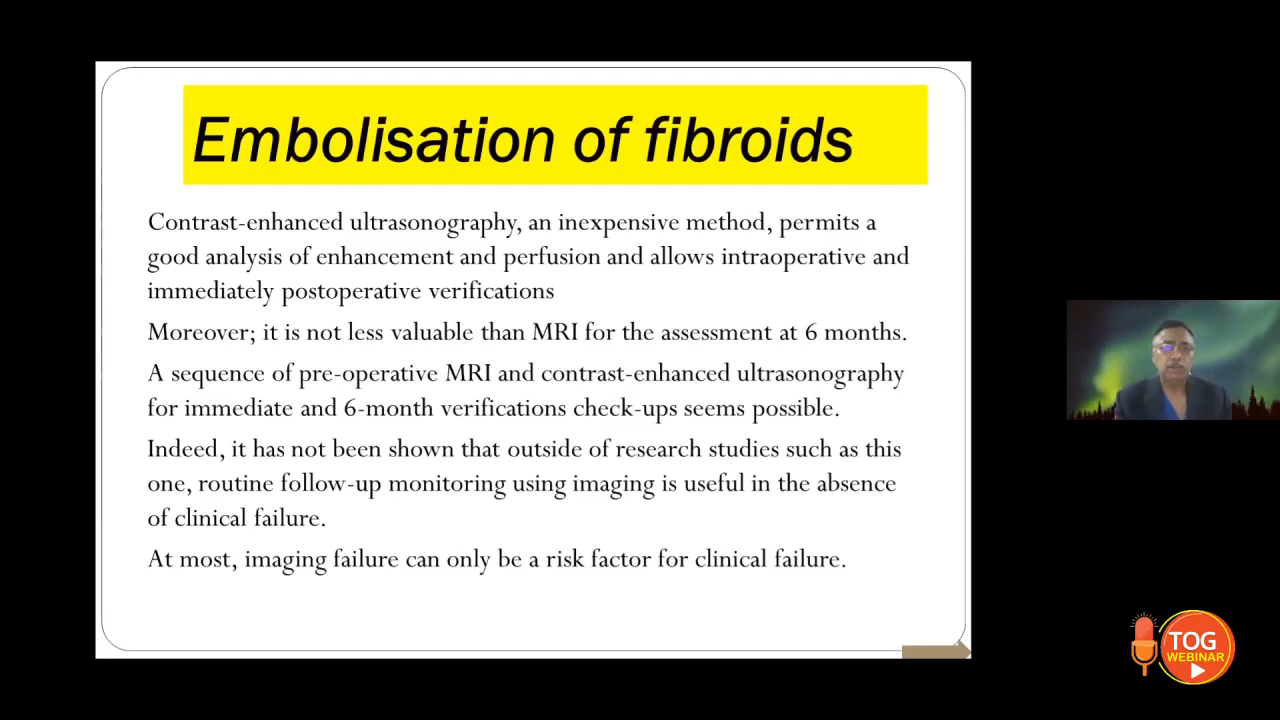 Embolisation of fibroids
Contrast-enhanced ultrasonography, an inexpensive method, permits a
good analysis of enhancement and perfusion and allows intraoperative and
immediately postoperative verifications
Moreover; it is not less valuable than MRI for the assessment at 6 months.
A sequence of pre-operative MRI and contrast-enhanced ultrasonography
for immediate and 6-month verifications check-ups seems possible.
Indeed, it has not been shown that outside of research studies such as this
one, routine follow-up monitoring using imaging is useful in the absence
of clinical failure.
At most, imaging failure can only be a risk factor for clinical failure.
TOG
WEBINAR